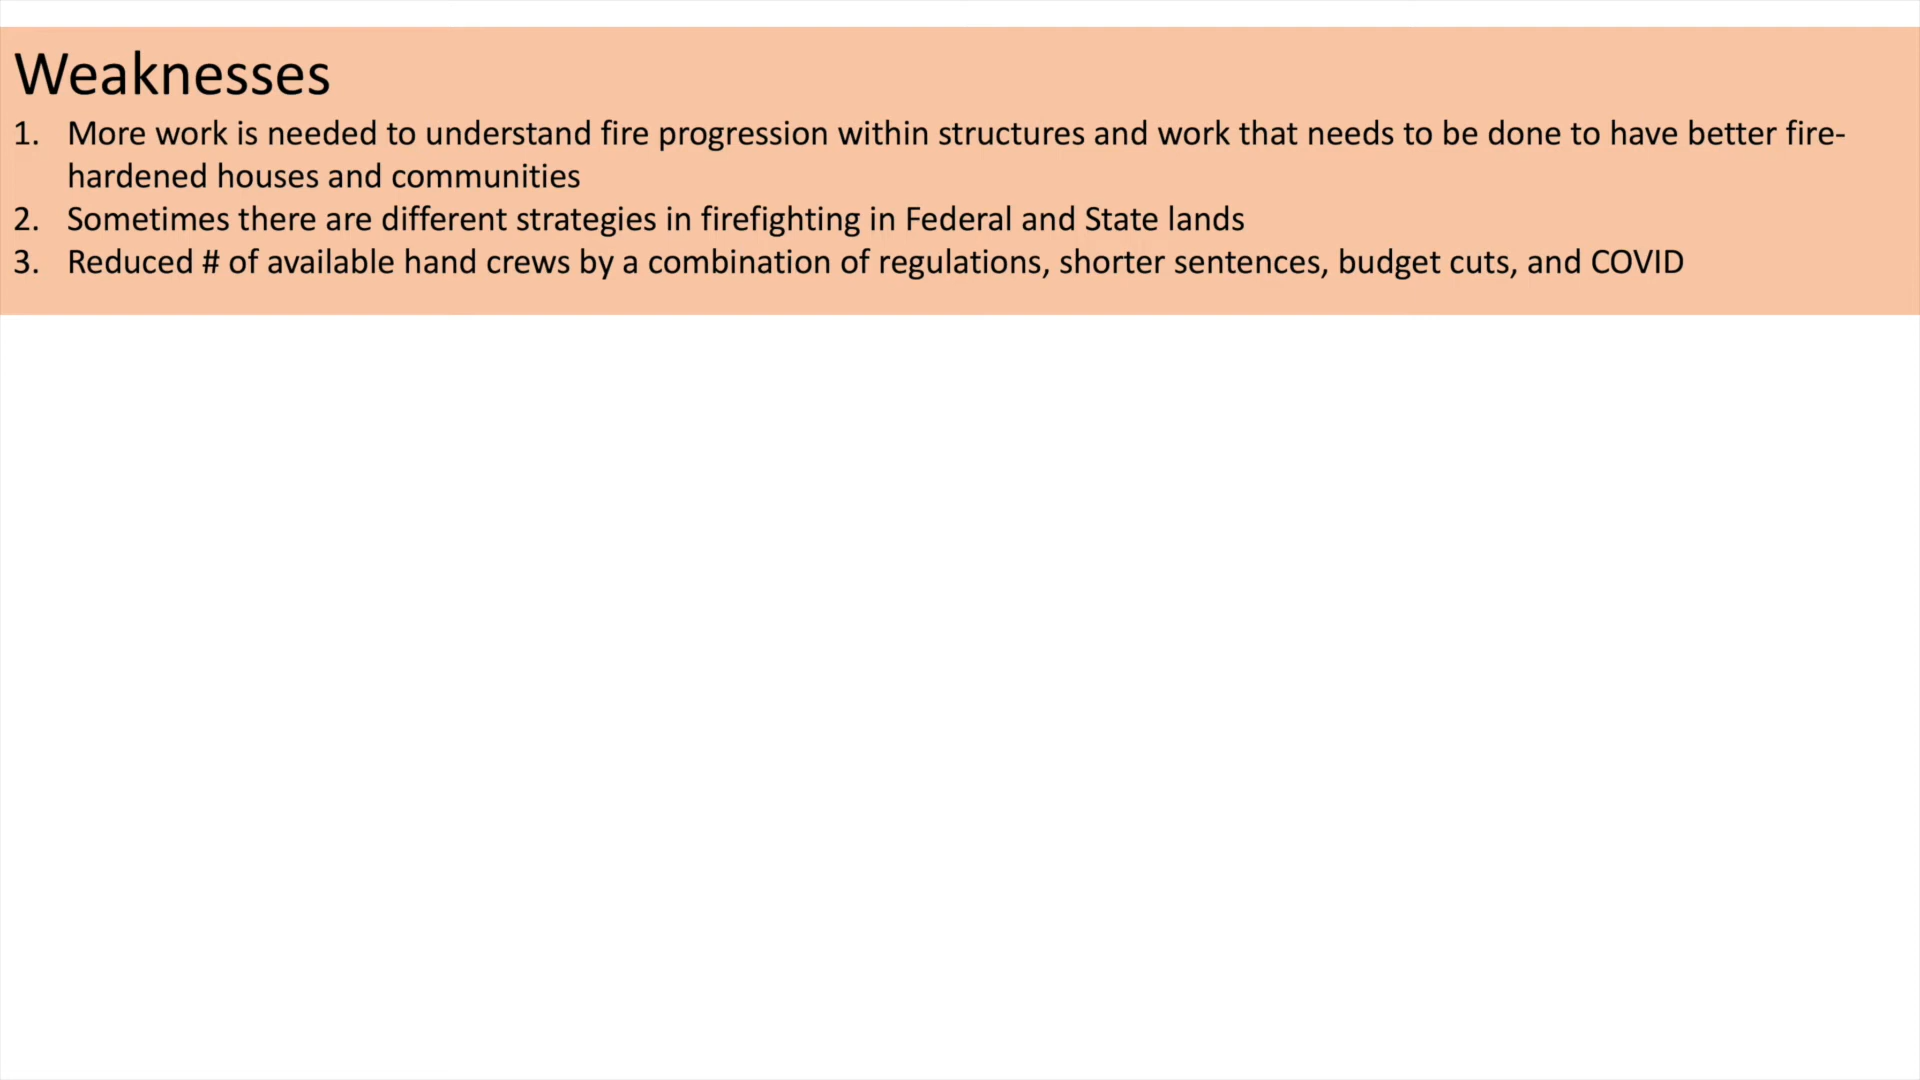 Weaknesses
1. More work is needed to understand fire progression within structures and work that needs to be done to have better fire-
hardened houses and communities
2. Sometimes there are different strategies in firefighting in Federal and State lands
3. Reduced # of available hand crews by a combination of regulations, shorter sentences, budget cuts, and COVID